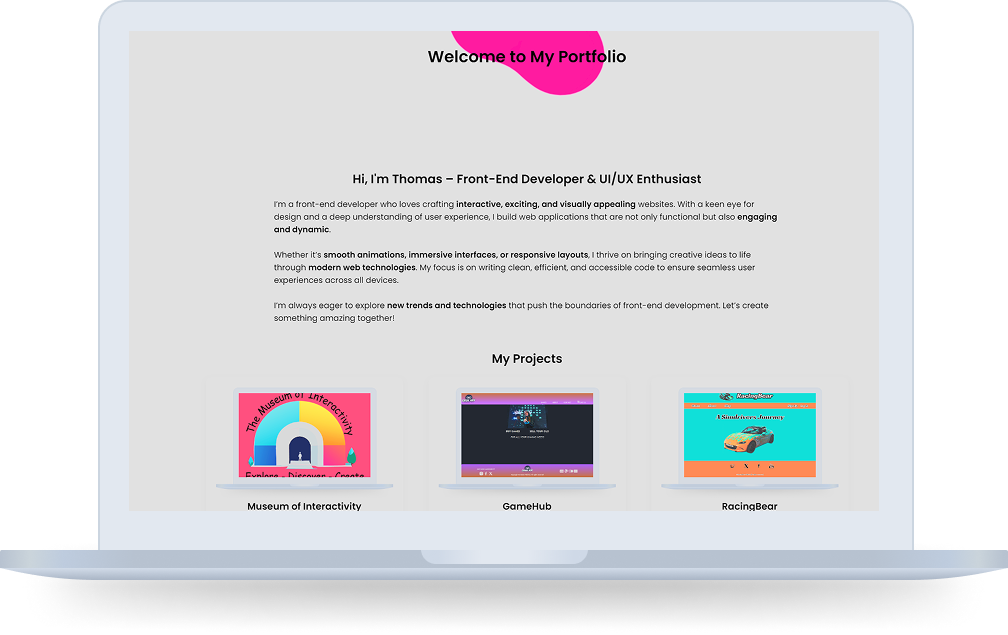 Welcome to My Portfolio
Hi, I'm Thomas – Front-End Developer & UI/UX Enthusiast
I'm a front-end developer who loves crafting interactive, exciting, and visually appealing websites. With a keen eye for
design and a deep understanding of user experience, I build web applications that are not only functional but also engaging
and dynamic.
Whether it's smooth animations, immersive interfaces, or responsive layouts, I thrive on bringing creative ideas to life
through modern web technologies. My focus is on writing clean, efficient, and accessible code to ensure seamless user
experiences across all devices.
I'm always eager to explore new trends and technologies that push the boundaries of front-end development. Let's create
something amazing together!
My Projects
The Museum of Interactivity
Explore - Discover - Create
RacingBear
A Simdrivers Journey
Museum of Interactivity
GameHub
RacingBear